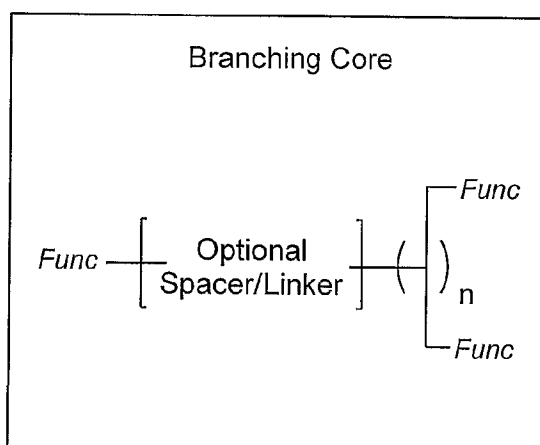 Branching Core
Func
Func
Optional
Spacer/Linker
( )
n
Func